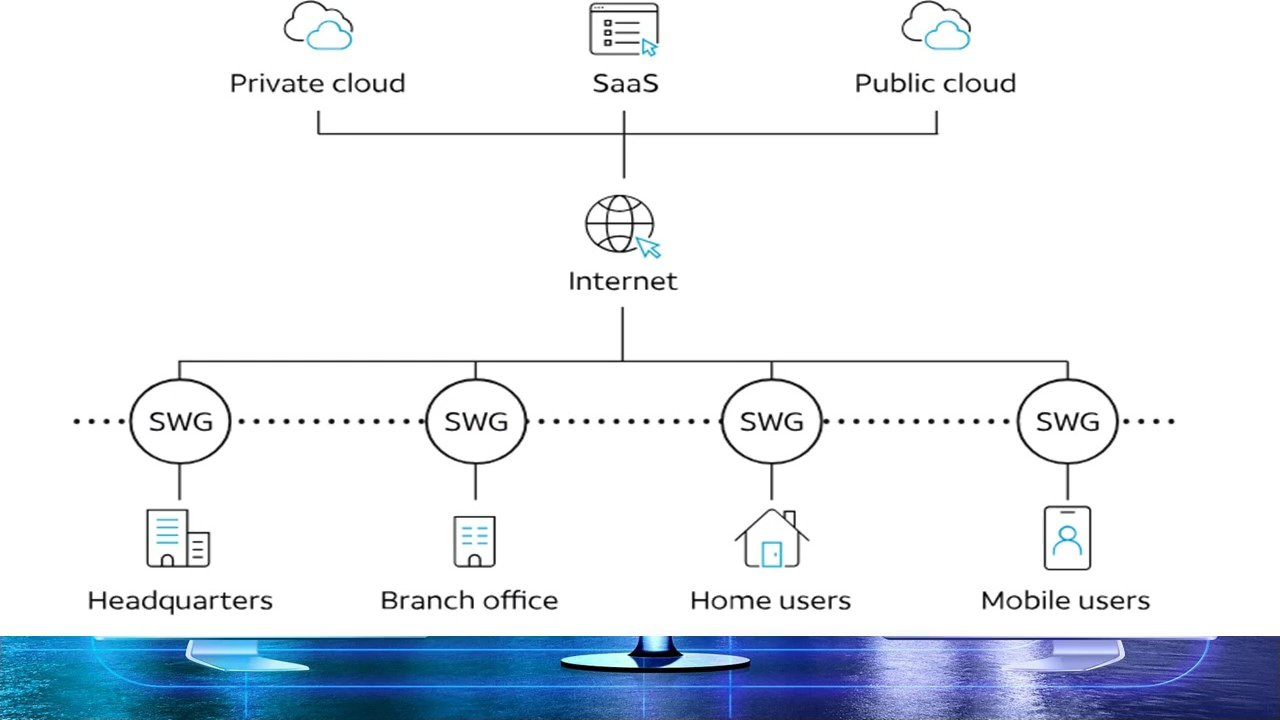 Private cloud
SaaS
Public cloud
Internet
SWG
SWG
SWG
SWG
Headquarters
Branch office
Home users
Mobile users